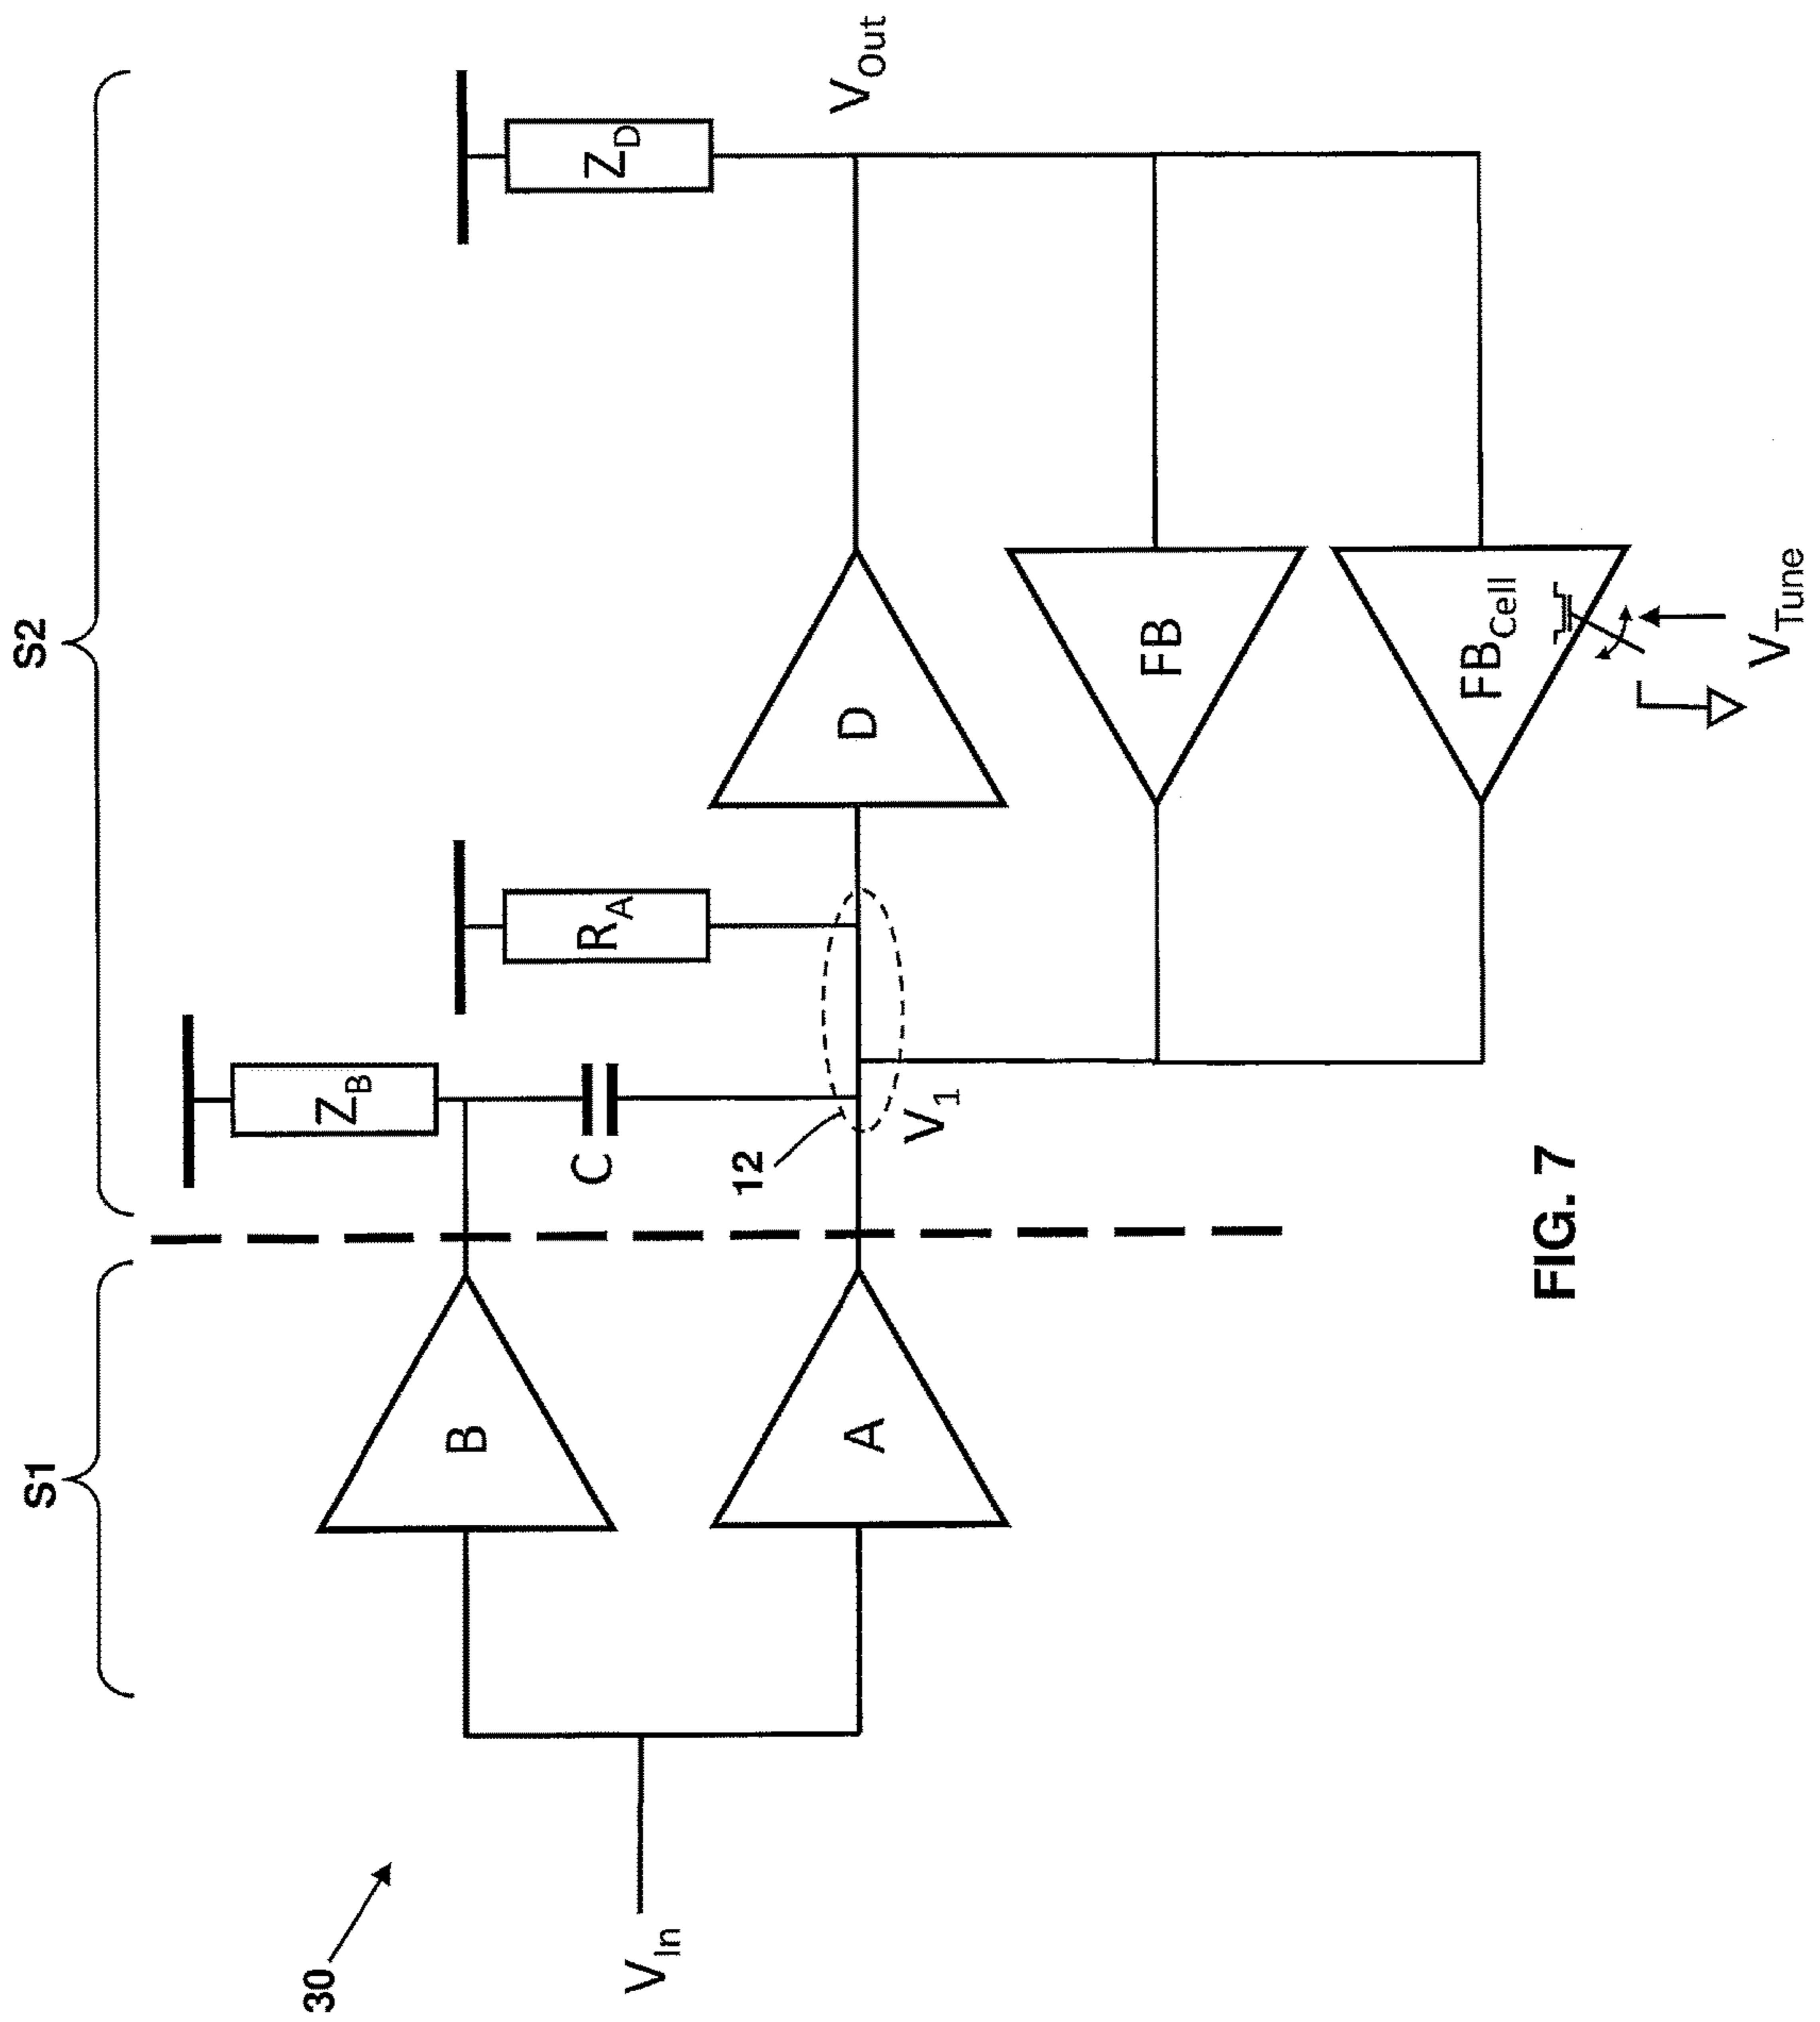 30
S1
S2
V_In
B
A
Z_B
C
12
V_1
R_A
D
Z_D
V_Out
FB
FB_Cell
V_Tune
FIG. 7